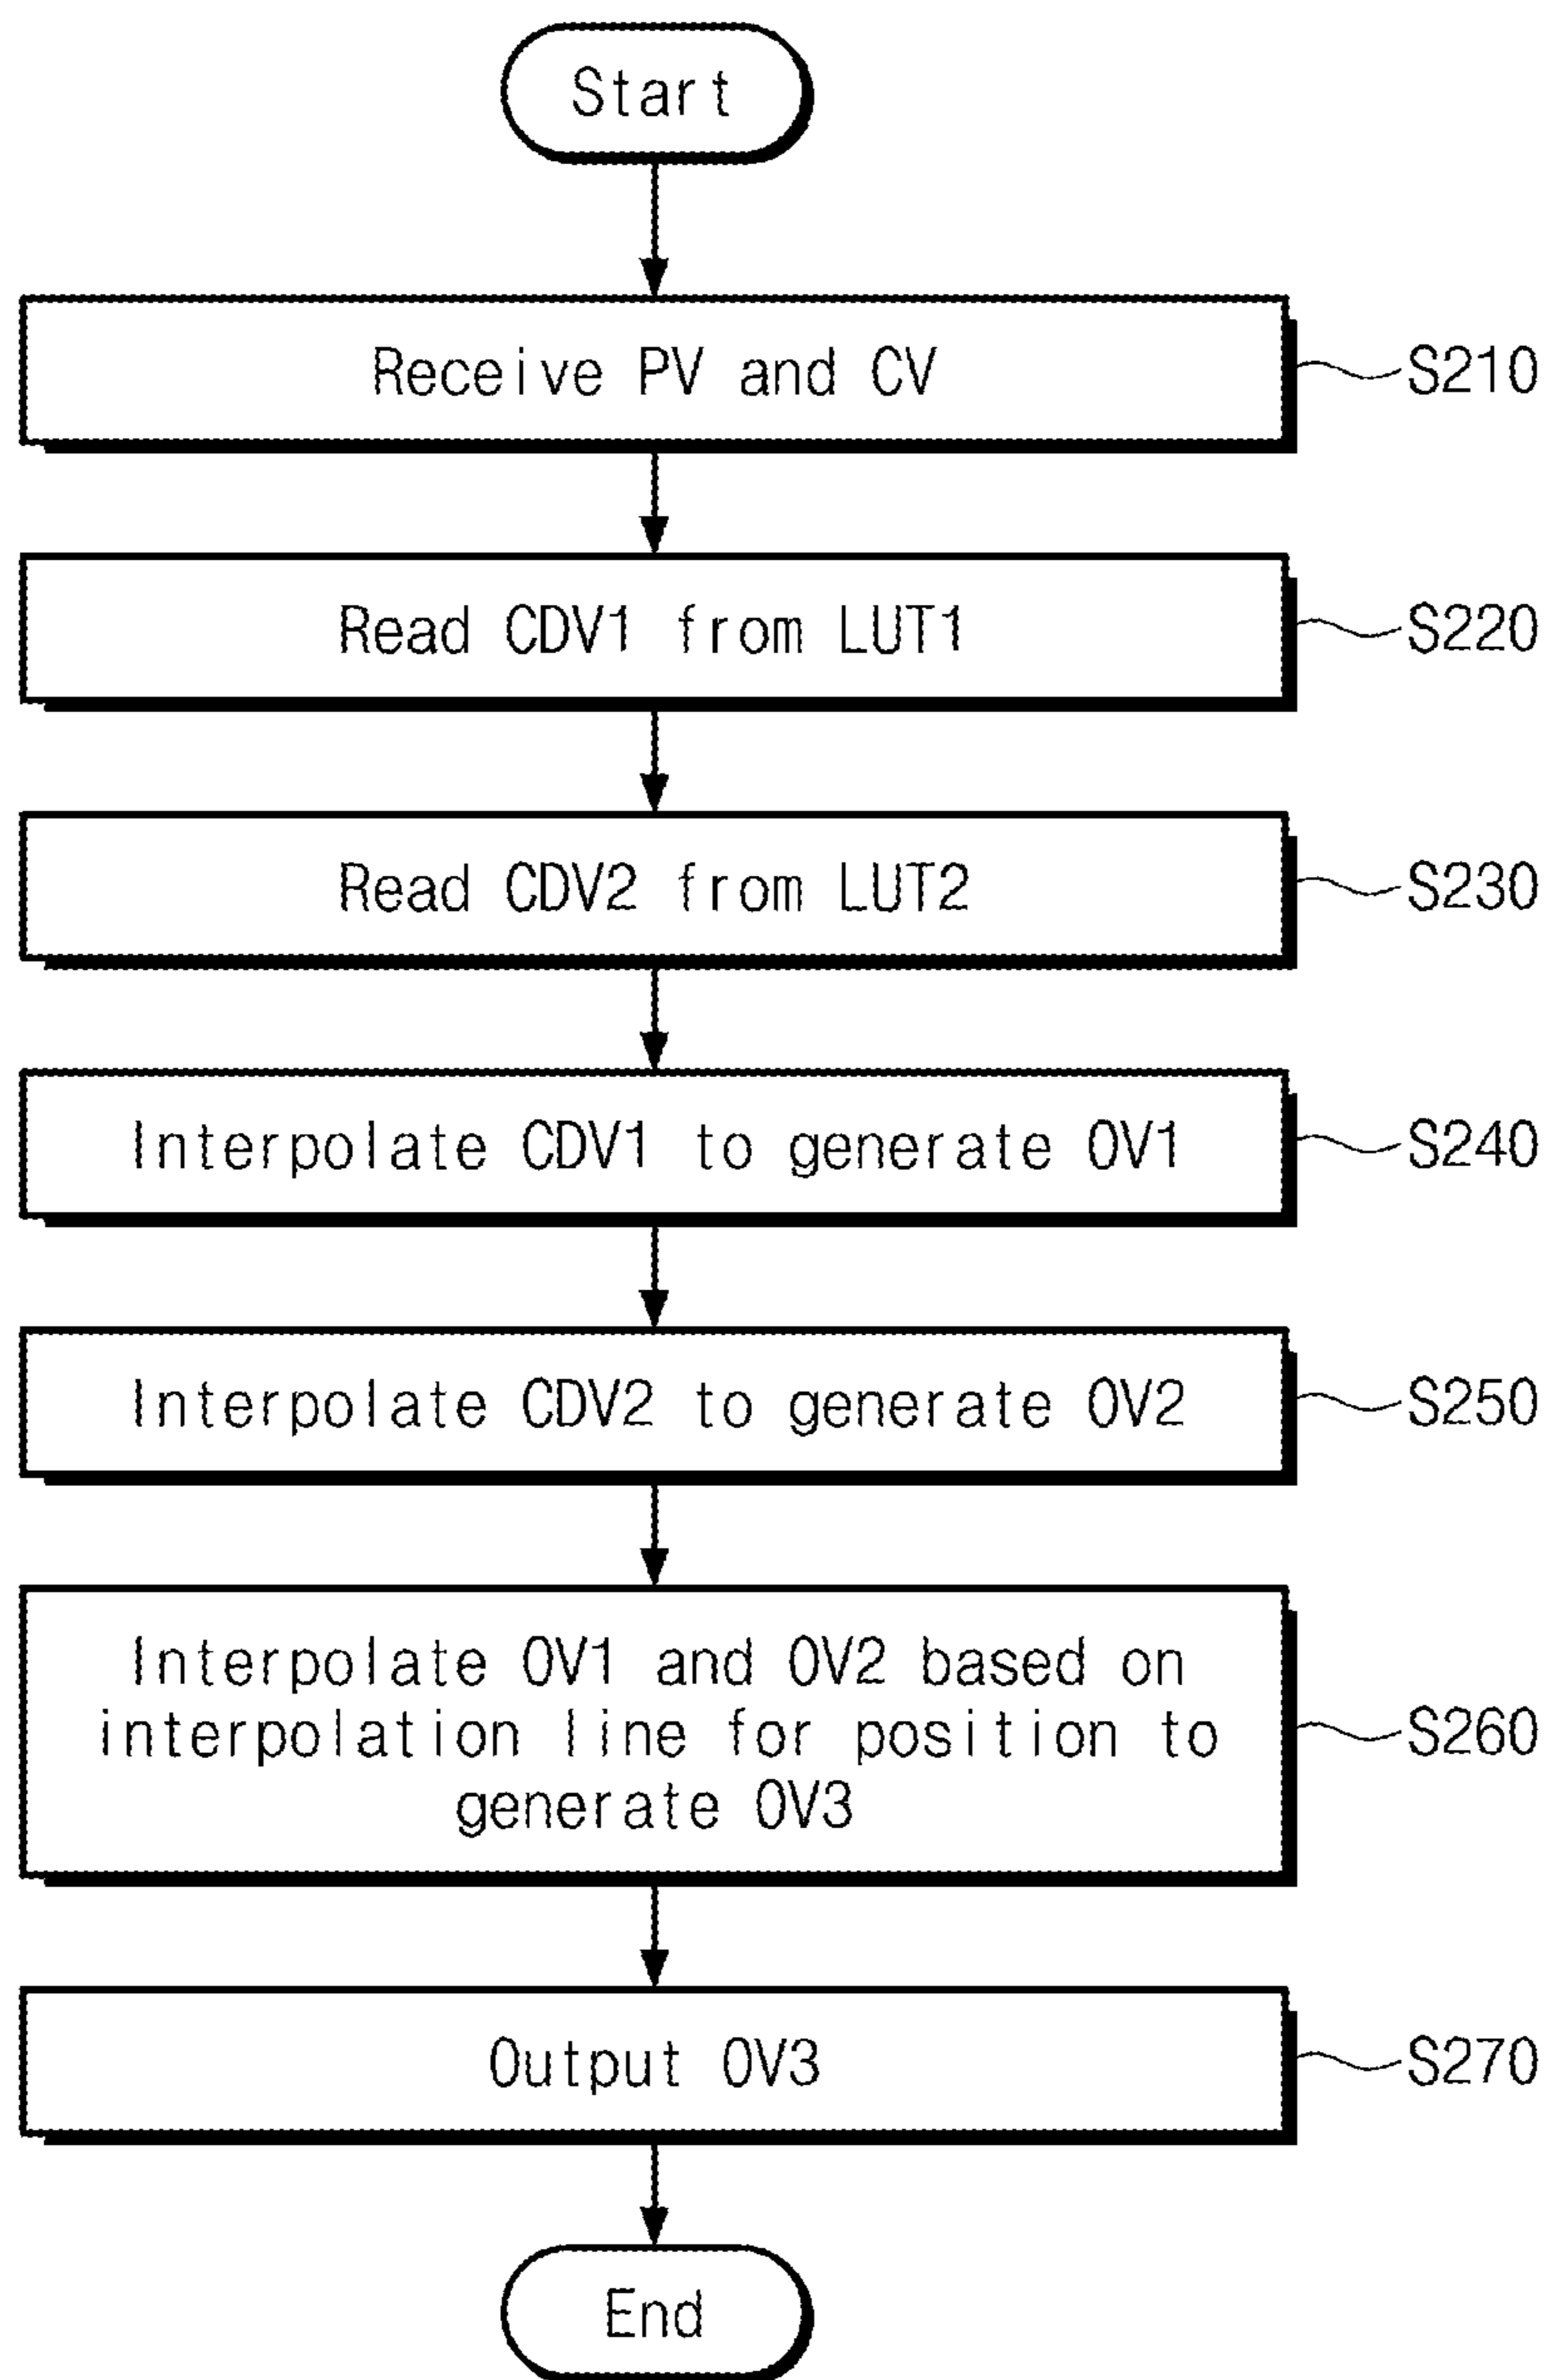 Start
Receive PV and CV
S210
Read CDV1 from LUT1
S220
Read CDV2 from LUT2
S230
Interpolate CDV1 to generate OV1
S240
Interpolate CDV2 to generate OV2
S250
Interpolate OV1 and OV2 based on
interpolation line for position to
generate OV3
S260
Output OV3
S270
End